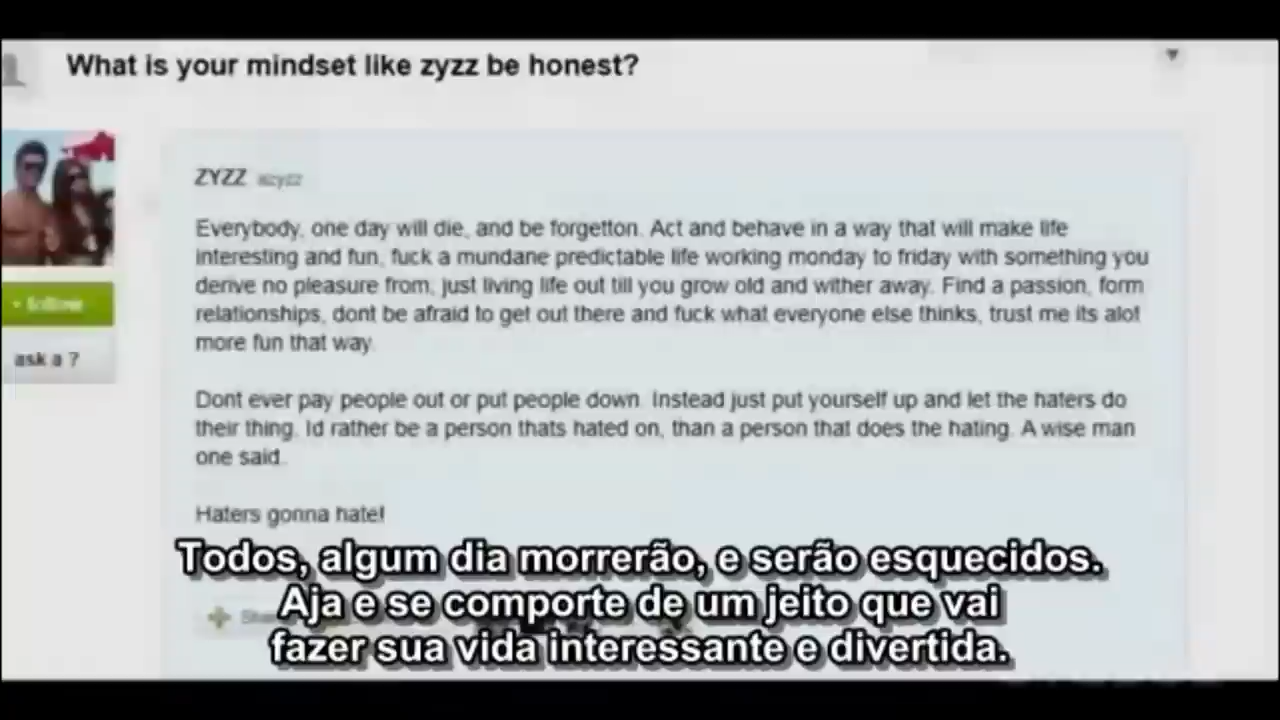 What is your mindset like zyzz be honest?
ZYZZ azyzz
Everybody, one day will die, and be forgetton. Act and behave in a way that will make life
interesting and fun, fuck a mundane predictable life working monday to friday with something you
derive no pleasure from, just living life out till you grow old and wither away. Find a passion, form
relationships, dont be afraid to get out there and fuck what everyone else thinks, trust me its alot
more fun that way.
+ follow
ask a ?
Dont ever pay people out or put people down. Instead just put yourself up and let the haters do
their thing. Id rather be a person thats hated on, than a person that does the hating. A wise man
one said.
Haters gonna hate!
Todos, algum dia morrerão, e serão esquecidos.
Aja e se comporte de um jeito que vai
fazer sua vida interessante e divertida.